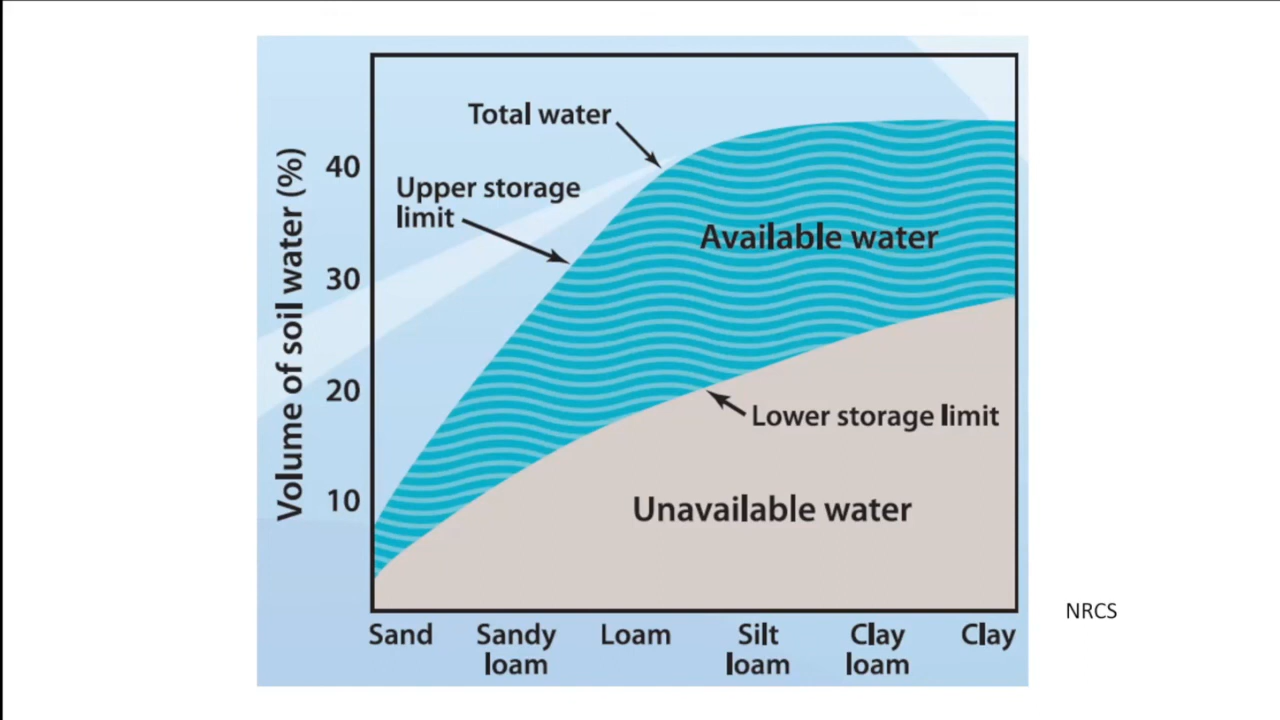 Total water
Upper storage
limit
Available water
Lower storage limit
Unavailable water
Volume of soil water (%)
40
30
20
10
Sand
Sandy
loam
Loam
Silt
loam
Clay
loam
Clay
NRCS